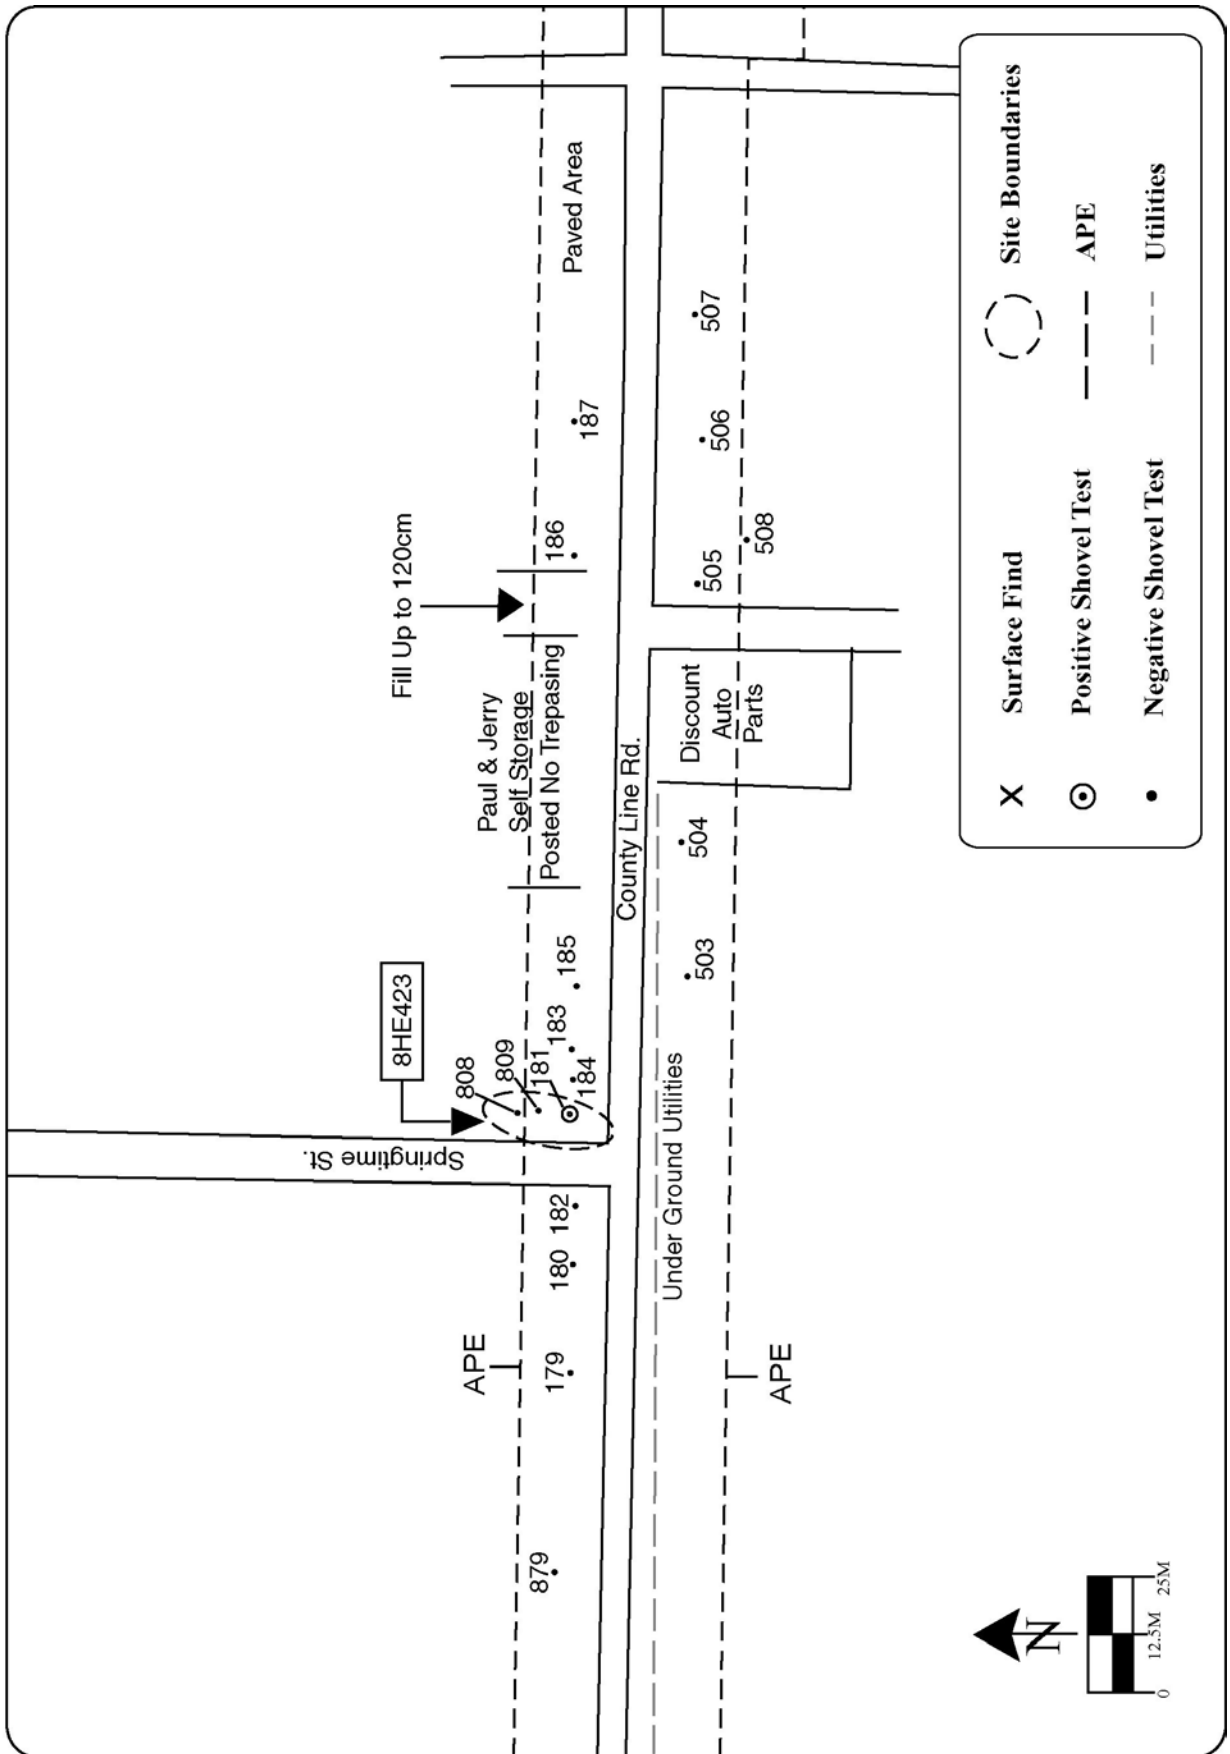 8HE423
Fill Up to 120cm
Springtime St.
808
809
181
183
184
185
Paul & Jerry
Self Storage
Posted No Trepasing
186
187
Paved Area
APE
879
179
180
182
County Line Rd.
Under Ground Utilities
503
504
Discount
Auto
Parts
505
508
506
507
APE
N
0
12.5M
25M
X Surface Find
Site Boundaries
Positive Shovel Test
APE
Negative Shovel Test
Utilities